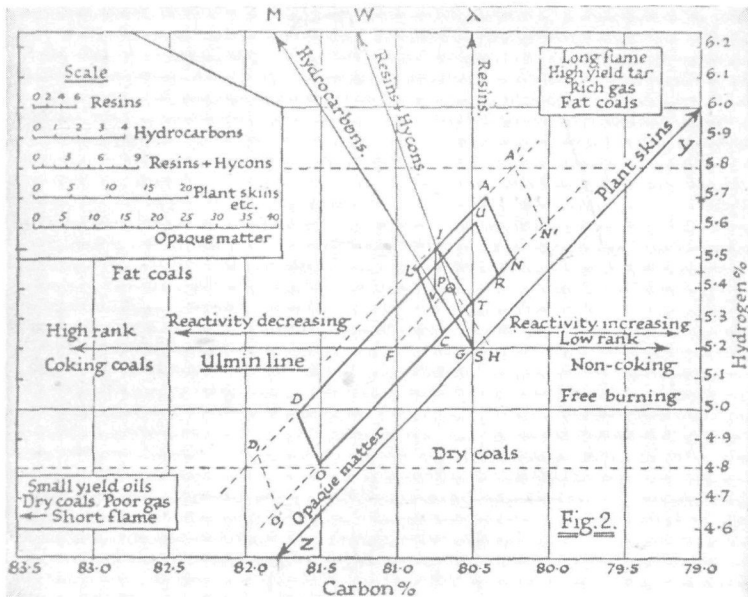 M W X
Scale
0 2 4 6 Resins
0 1 2 3 4 Hydrocarbons
0 3 6 9 Resins + Hycons
0 5 10 15 20 Plant skins
etc.
0 5 10 15 20 25 30 35 40
Opaque matter
Hydrocarbons.
Resins + Hycons
Resins
Long flame
High yield tar
Rich gas
Fat coals
Plant skins
y
6·2
6·1
6·0
5·9
5·8
5·7
5·6
5·5
5·4
5·3
5·2
5·1
5·0
4·9
4·8
4·7
4·6
Hydrogen %
A'
A
U
N'
I
N
L
R
P
Q
T
C
F
G S H
D
O
Fat coals
High rank
Reactivity decreasing
Coking coals
Ulmin line
Reactivity increasing
Low rank
Non-coking
Free burning
Dry coals
Opaque matter
Z
Small yield oils
Dry coals Poor gas
Short flame
Fig. 2.
83·5 83·0 82·5 82·0 81·5 81·0 80·5 80·0 79·5 79·0
Carbon %